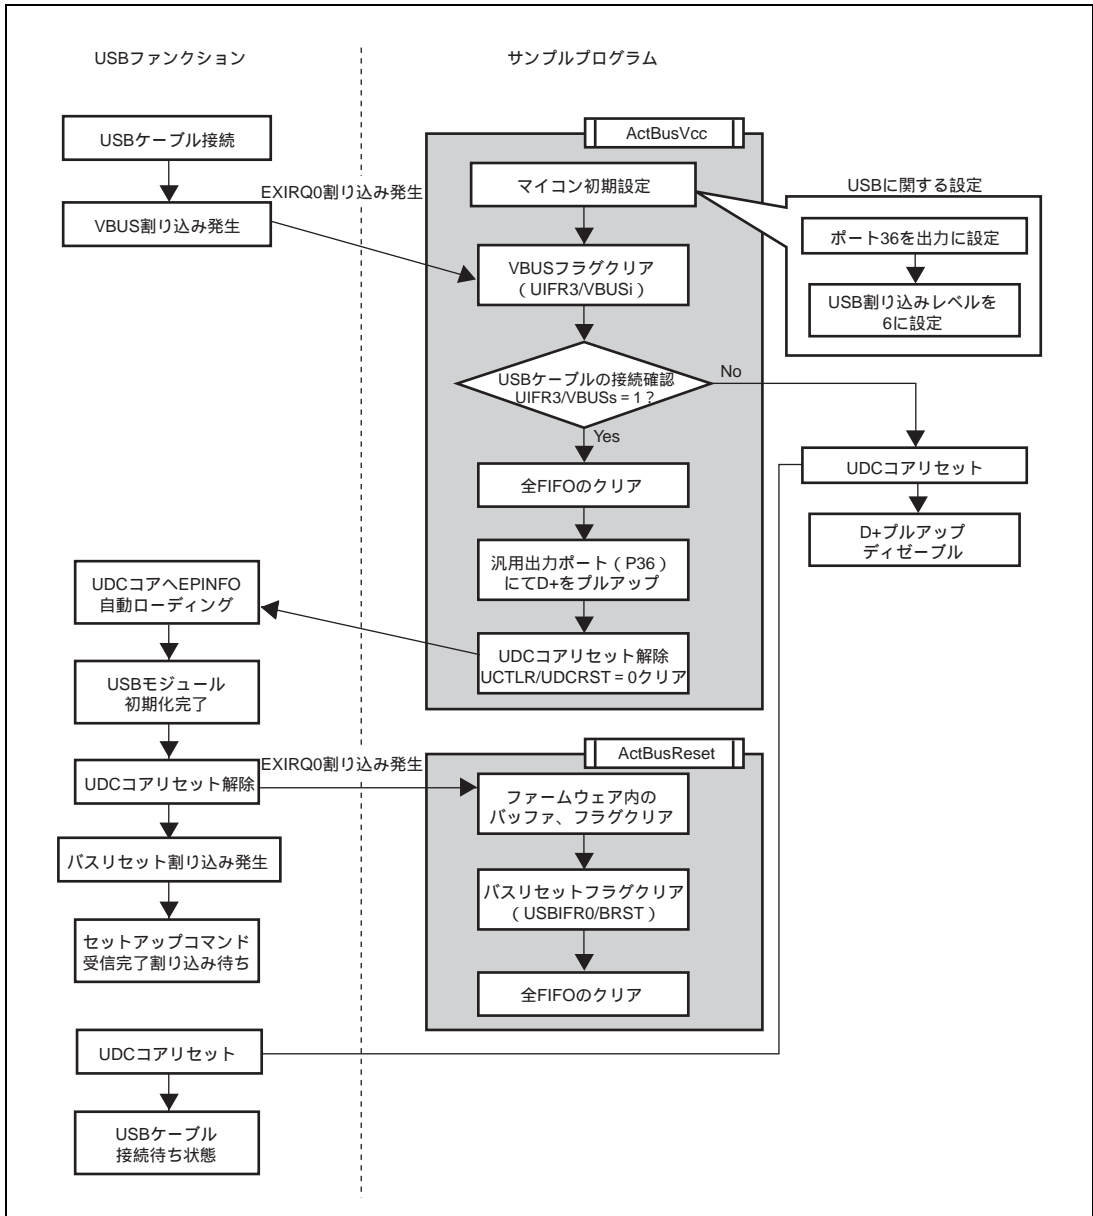 USBファンクション
サンプルプログラム
USBケーブル接続
VBUS割り込み発生
EXIRQ0割り込み発生
ActBusVcc
マイコン初期設定
USBに関する設定
ポート36を出力に設定
USB割り込みレベルを
6に設定
VBUSフラグクリア
(UIFR3/VBUSi)
USBケーブルの接続確認
UIFR3/VBUSs = 1?
No
Yes
UDCコアリセット
D+プルアップ
ディゼーブル
全FIFOのクリア
汎用出力ポート(P36)
にてD+をプルアップ
UDCコアリセット解除
UCTLR/UDCRST = 0クリア
UDCコアへEPINFO
自動ローディング
USBモジュール
初期化完了
UDCコアリセット解除
EXIRQ0割り込み発生
バスリセット割り込み発生
セットアップコマンド
受信完了割り込み待ち
ActBusReset
ファームウェア内の
バッファ、フラグクリア
バスリセットフラグクリア
(USBIFR0/BRST)
全FIFOのクリア
UDCコアリセット
USBケーブル
接続待ち状態